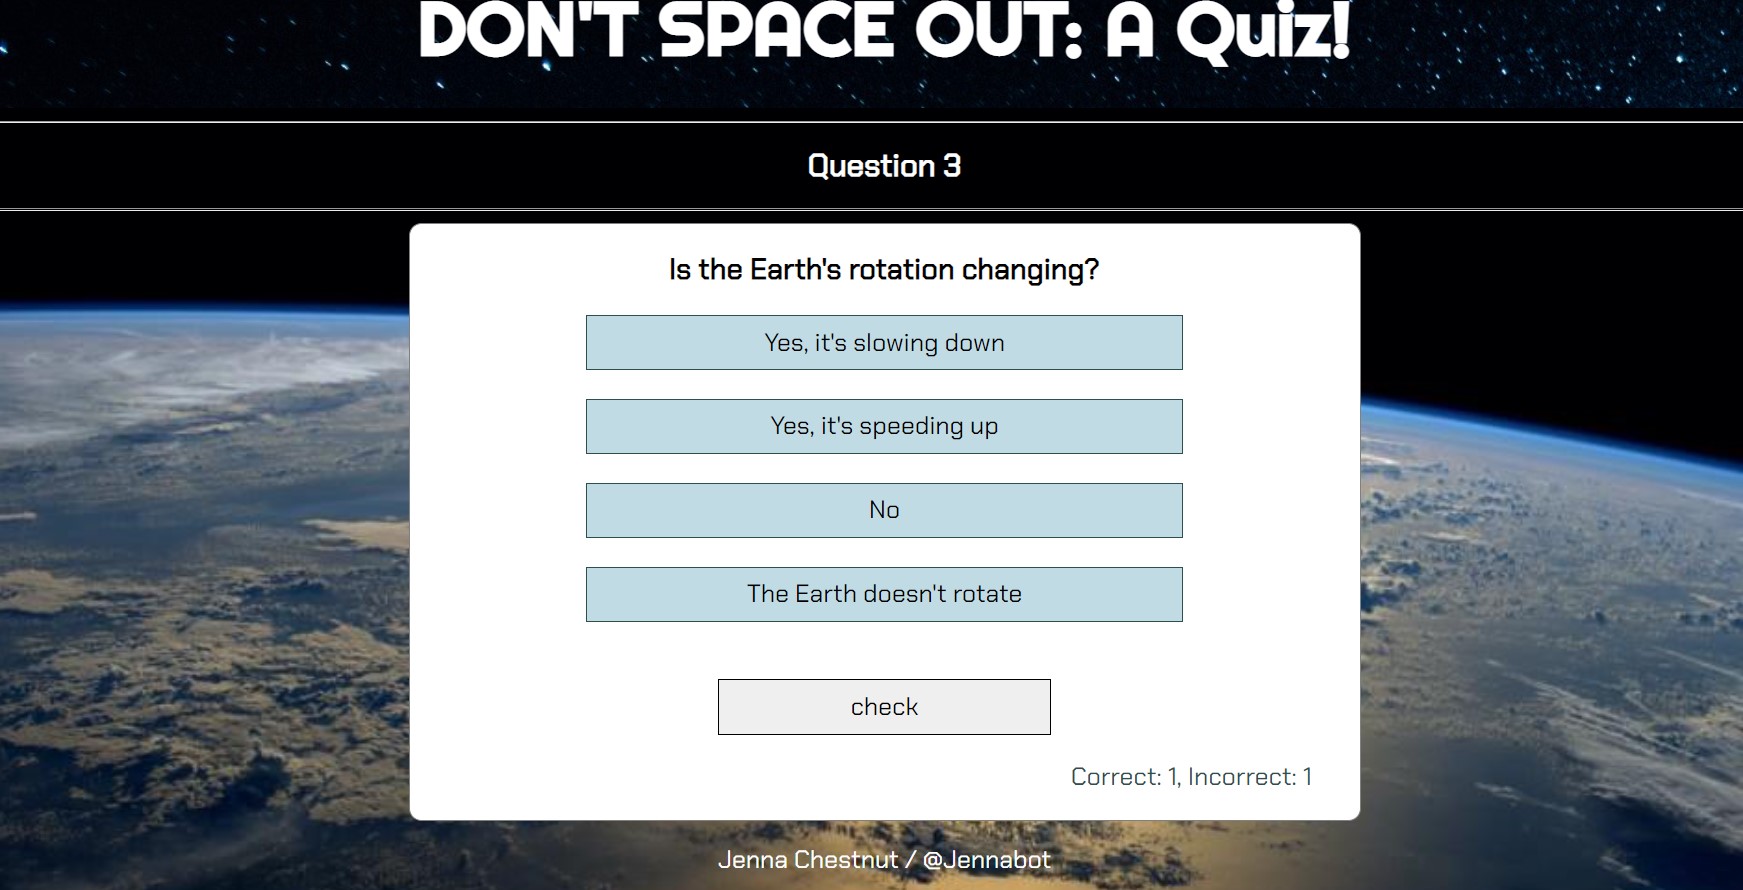 DON'T SPACE OUT: A Quiz!
Question 3
Is the Earth's rotation changing?
Yes, it's slowing down
Yes, it's speeding up
No
The Earth doesn't rotate
check
Correct: 1, Incorrect: 1
Jenna Chestnut / @Jennabot